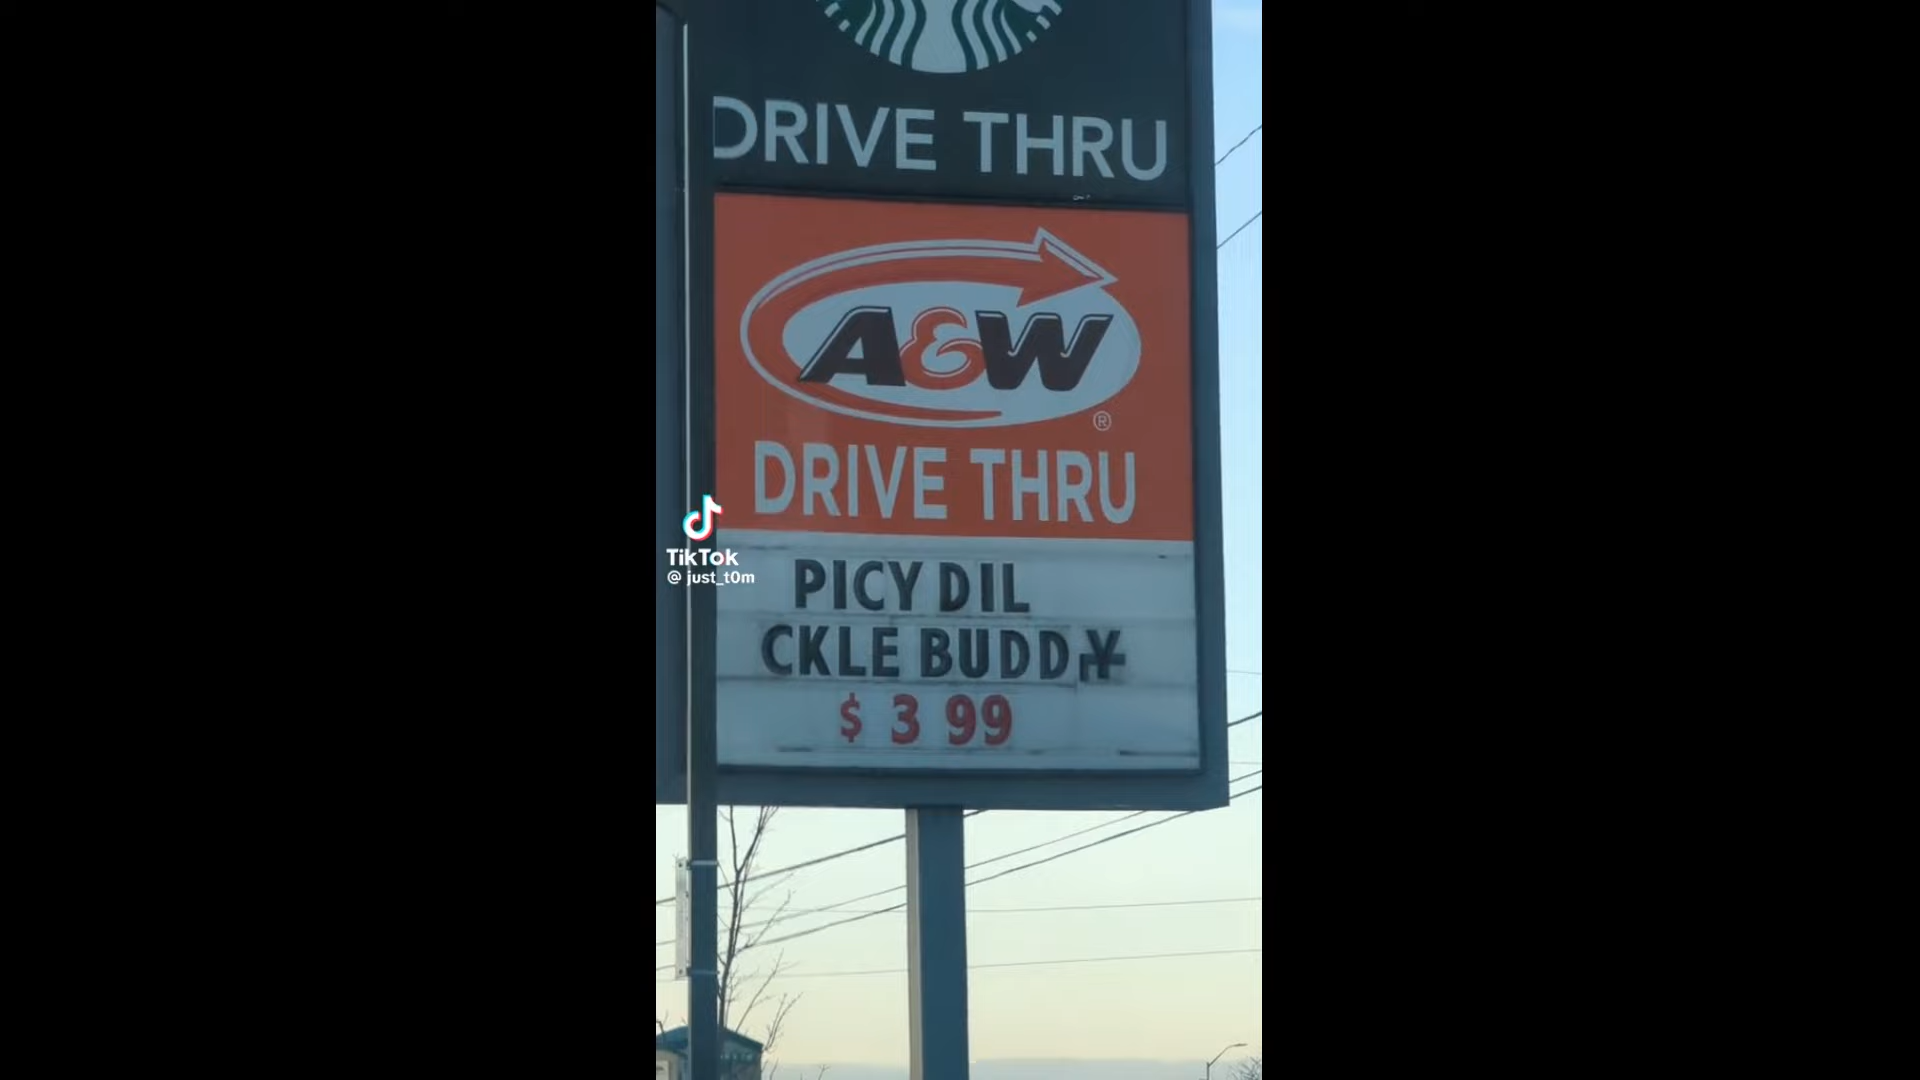 DRIVE THRU
A&W
®
DRIVE THRU
TikTok
@ just_t0m
PICY DIL
CKLE BUDDY
$ 3 99